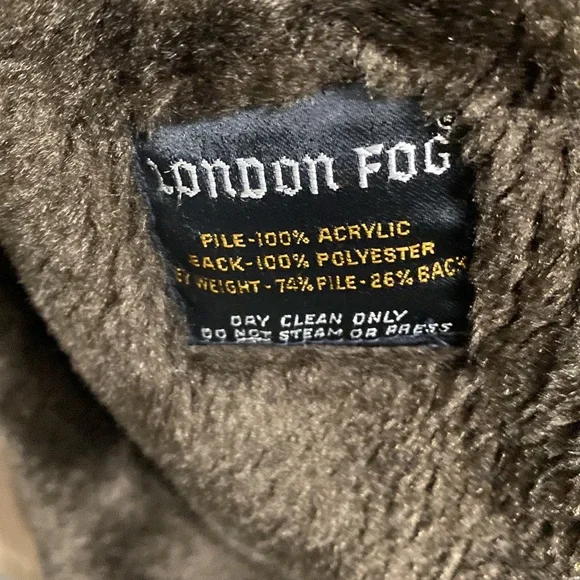 LONDON FOG
PILE-100% ACRYLIC
BACK-100% POLYESTER
BY WEIGHT-74% PILE-26% BACK
DRY CLEAN ONLY
DO NOT STEAM OR PRESS